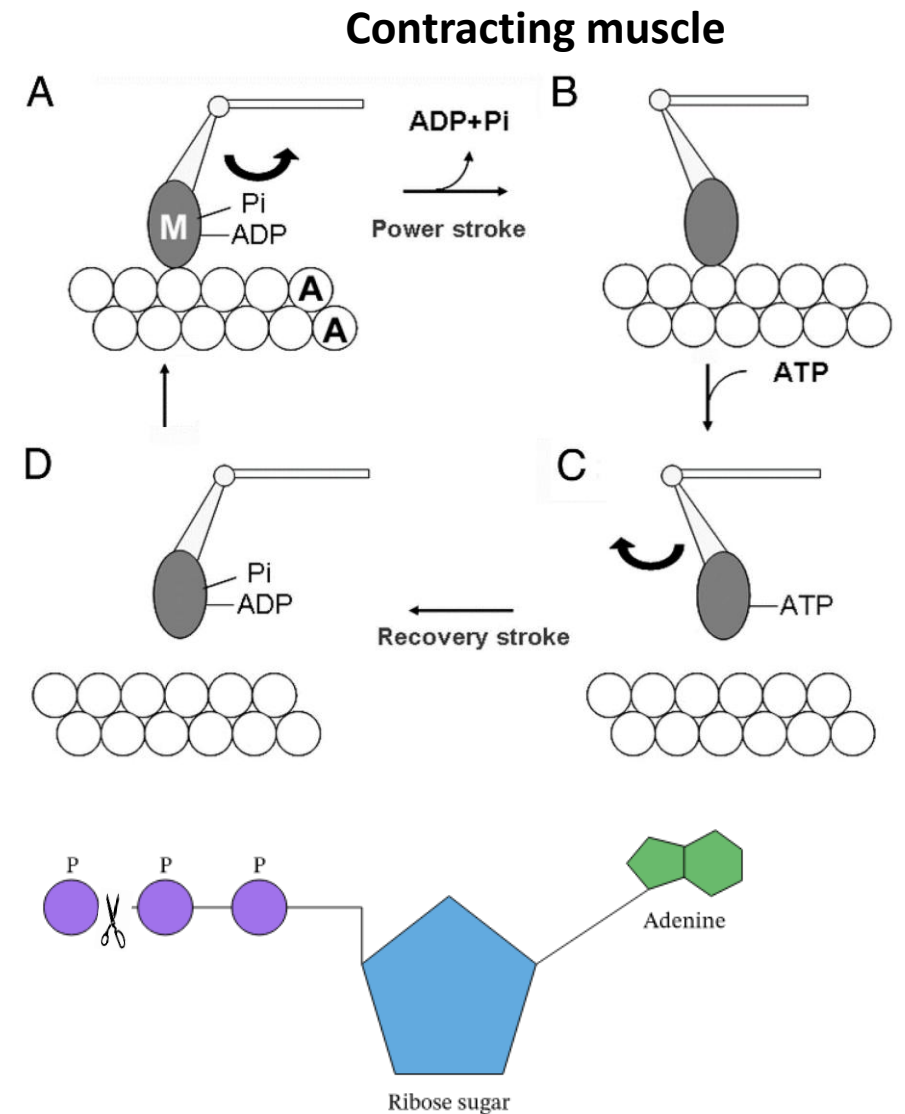 Contracting muscle
A
Pi
M
ADP
A
A
ADP+Pi
Power stroke
B
ATP
D
Pi
ADP
Recovery stroke
C
ATP
P
P
P
Adenine
Ribose sugar